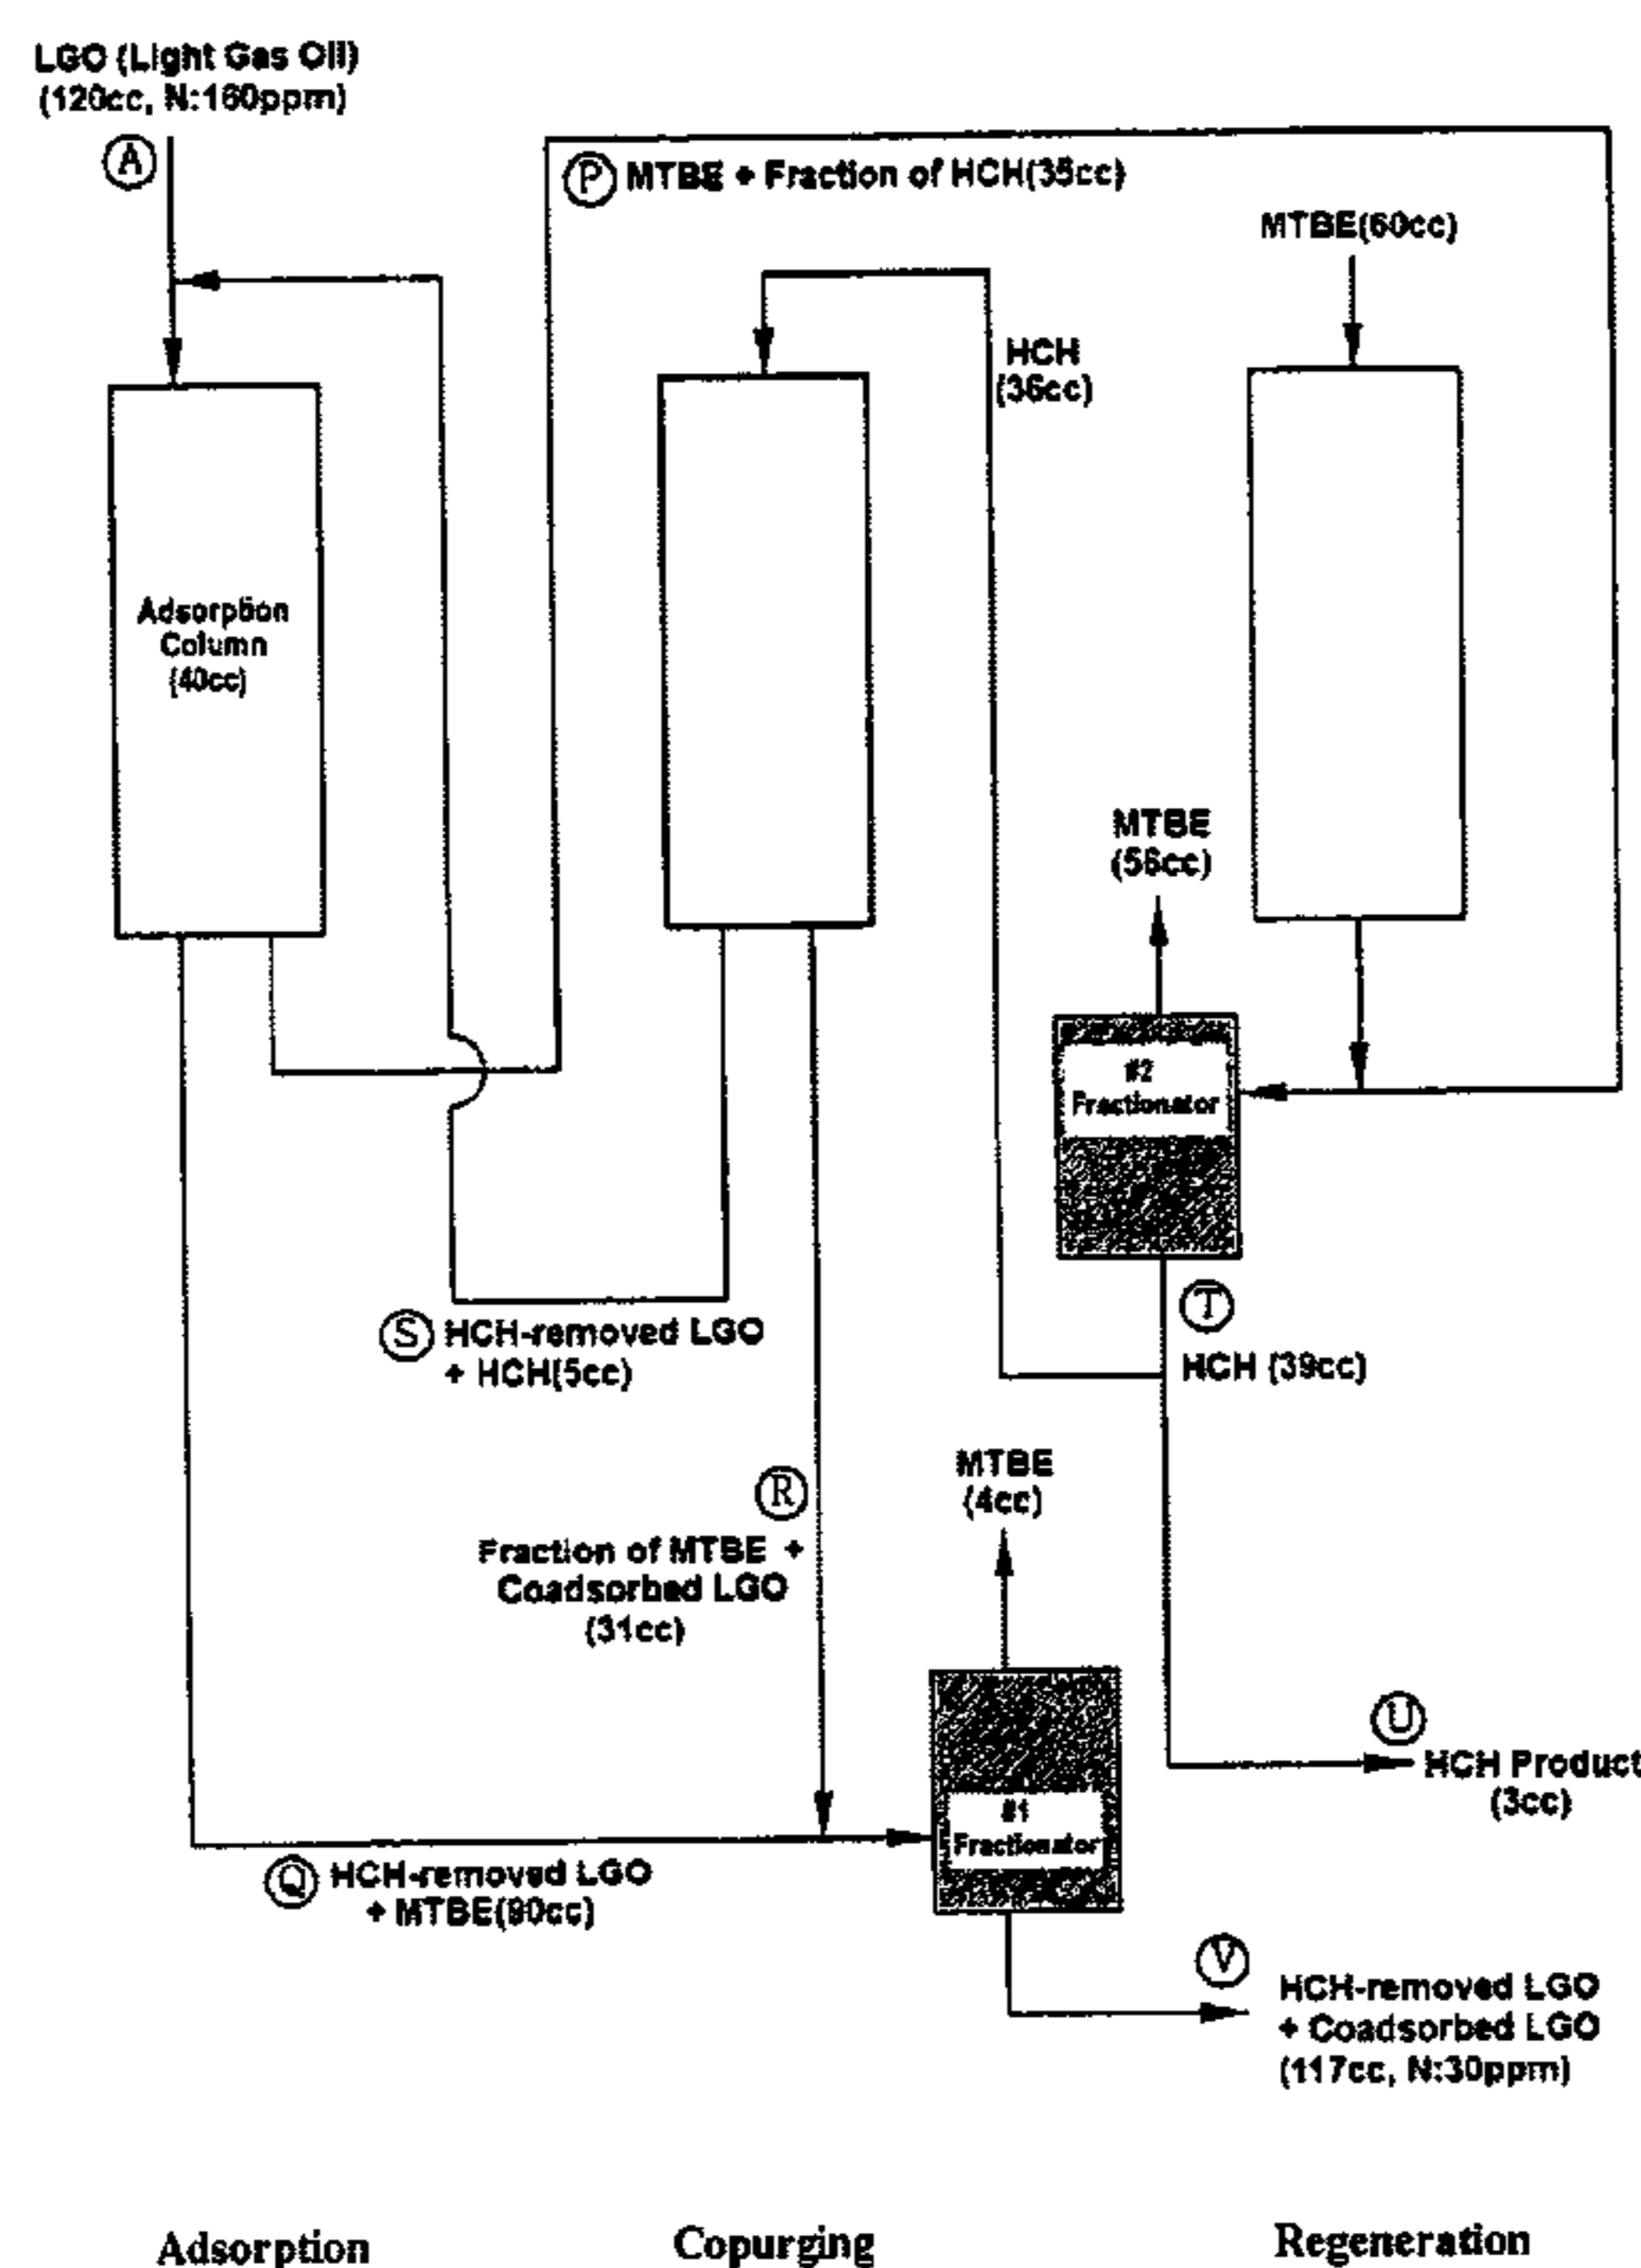 LGO (Light Gas Oil)
(120cc, N:160ppm)
A
P MTBE + Fraction of HCH(35cc)
MTBE(60cc)
HCH
(36cc)
Adsorption
Column
(40cc)
MTBE
(56cc)
#2
Fractionator
T
HCH (39cc)
S HCH-removed LGO
+ HCH(5cc)
R
Fraction of MTBE +
Coadsorbed LGO
(31cc)
MTBE
(4cc)
#1
Fractionator
U
HCH Product
(3cc)
Q HCH-removed LGO
+ MTBE(90cc)
V
HCH-removed LGO
+ Coadsorbed LGO
(117cc, N:30ppm)
Adsorption
Copurging
Regeneration